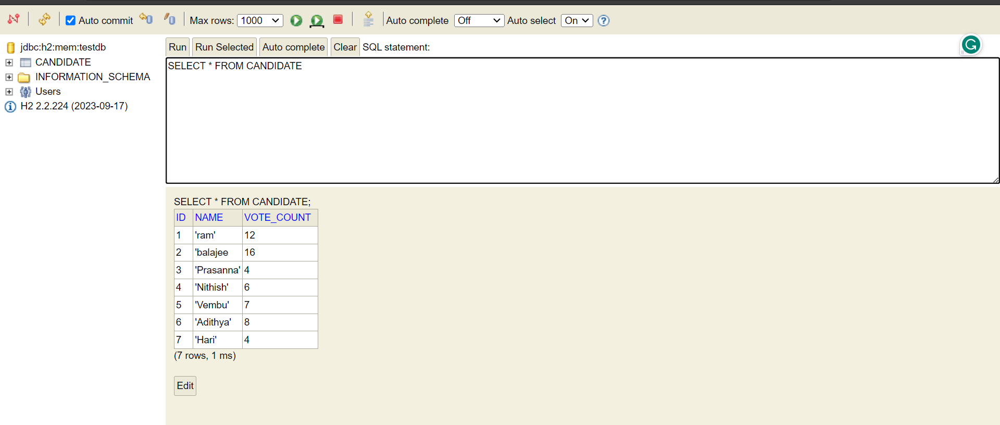 Auto commit Max rows: 1000 Auto complete Off Auto select On ?
jdbc:h2:mem:testdb
CANDIDATE
INFORMATION_SCHEMA
Users
H2 2.2.224 (2023-09-17)
Run Run Selected Auto complete Clear SQL statement:
SELECT * FROM CANDIDATE
SELECT * FROM CANDIDATE;
ID NAME VOTE_COUNT
1 'ram' 12
2 'balajee 16
3 'Prasanna' 4
4 'Nithish' 6
5 'Vembu' 7
6 'Adithya' 8
7 'Hari' 4
(7 rows, 1 ms)
Edit